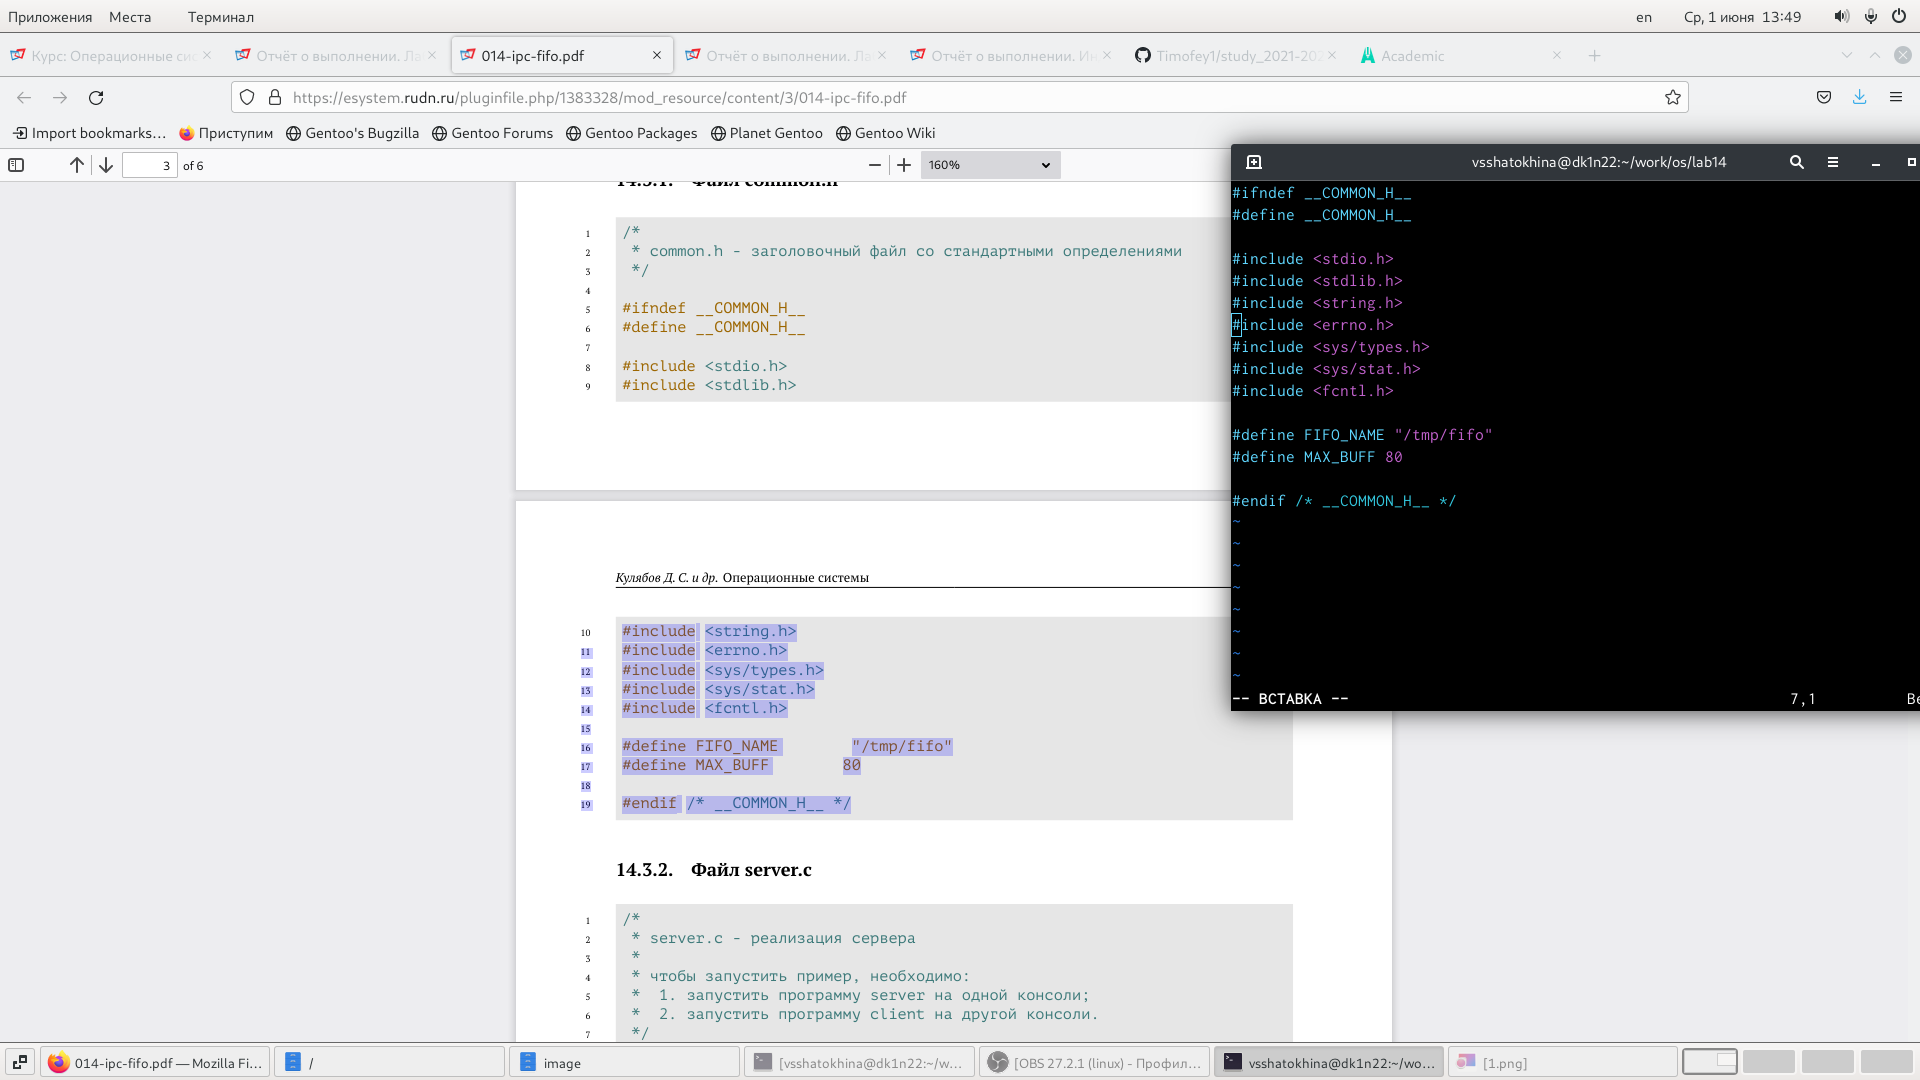 Приложения Места Терминал en Ср, 1 июня 13:49
Курс: Операционные сис Отчёт о выполнении. Ла 014-ipc-fifo.pdf Отчёт о выполнении. Ла Отчёт о выполнении. Ин Timofey1/study_2021-202 Academic
https://esystem.rudn.ru/pluginfile.php/1383328/mod_resource/content/3/014-ipc-fifo.pdf
Import bookmarks… Приступим Gentoo's Bugzilla Gentoo Forums Gentoo Packages Planet Gentoo Gentoo Wiki
3 of 6 160%
14.3.1. Файл common.h
1 /*
2 * common.h - заголовочный файл со стандартными определениями
3 */
4
5 #ifndef __COMMON_H__
6 #define __COMMON_H__
7
8 #include <stdio.h>
9 #include <stdlib.h>
Кулябов Д. С. и др. Операционные системы
10 #include <string.h>
11 #include <errno.h>
12 #include <sys/types.h>
13 #include <sys/stat.h>
14 #include <fcntl.h>
15
16 #define FIFO_NAME "/tmp/fifo"
17 #define MAX_BUFF 80
18
19 #endif /* __COMMON_H__ */
14.3.2. Файл server.c
1 /*
2 * server.c - реализация сервера
3 *
4 * чтобы запустить пример, необходимо:
5 * 1. запустить программу server на одной консоли;
6 * 2. запустить программу client на другой консоли.
7 */
vsshatokhina@dk1n22:~/work/os/lab14
#ifndef __COMMON_H__
#define __COMMON_H__
#include <stdio.h>
#include <stdlib.h>
#include <string.h>
#include <errno.h>
#include <sys/types.h>
#include <sys/stat.h>
#include <fcntl.h>
#define FIFO_NAME "/tmp/fifo"
#define MAX_BUFF 80
#endif /* __COMMON_H__ */
~
~
~
~
~
~
~
~
-- ВСТАВКА -- 7,1 Ве
014-ipc-fifo.pdf — Mozilla Fi… / image [vsshatokhina@dk1n22:~/w… [OBS 27.2.1 (linux) - Профил… vsshatokhina@dk1n22:~/wo… [1.png]